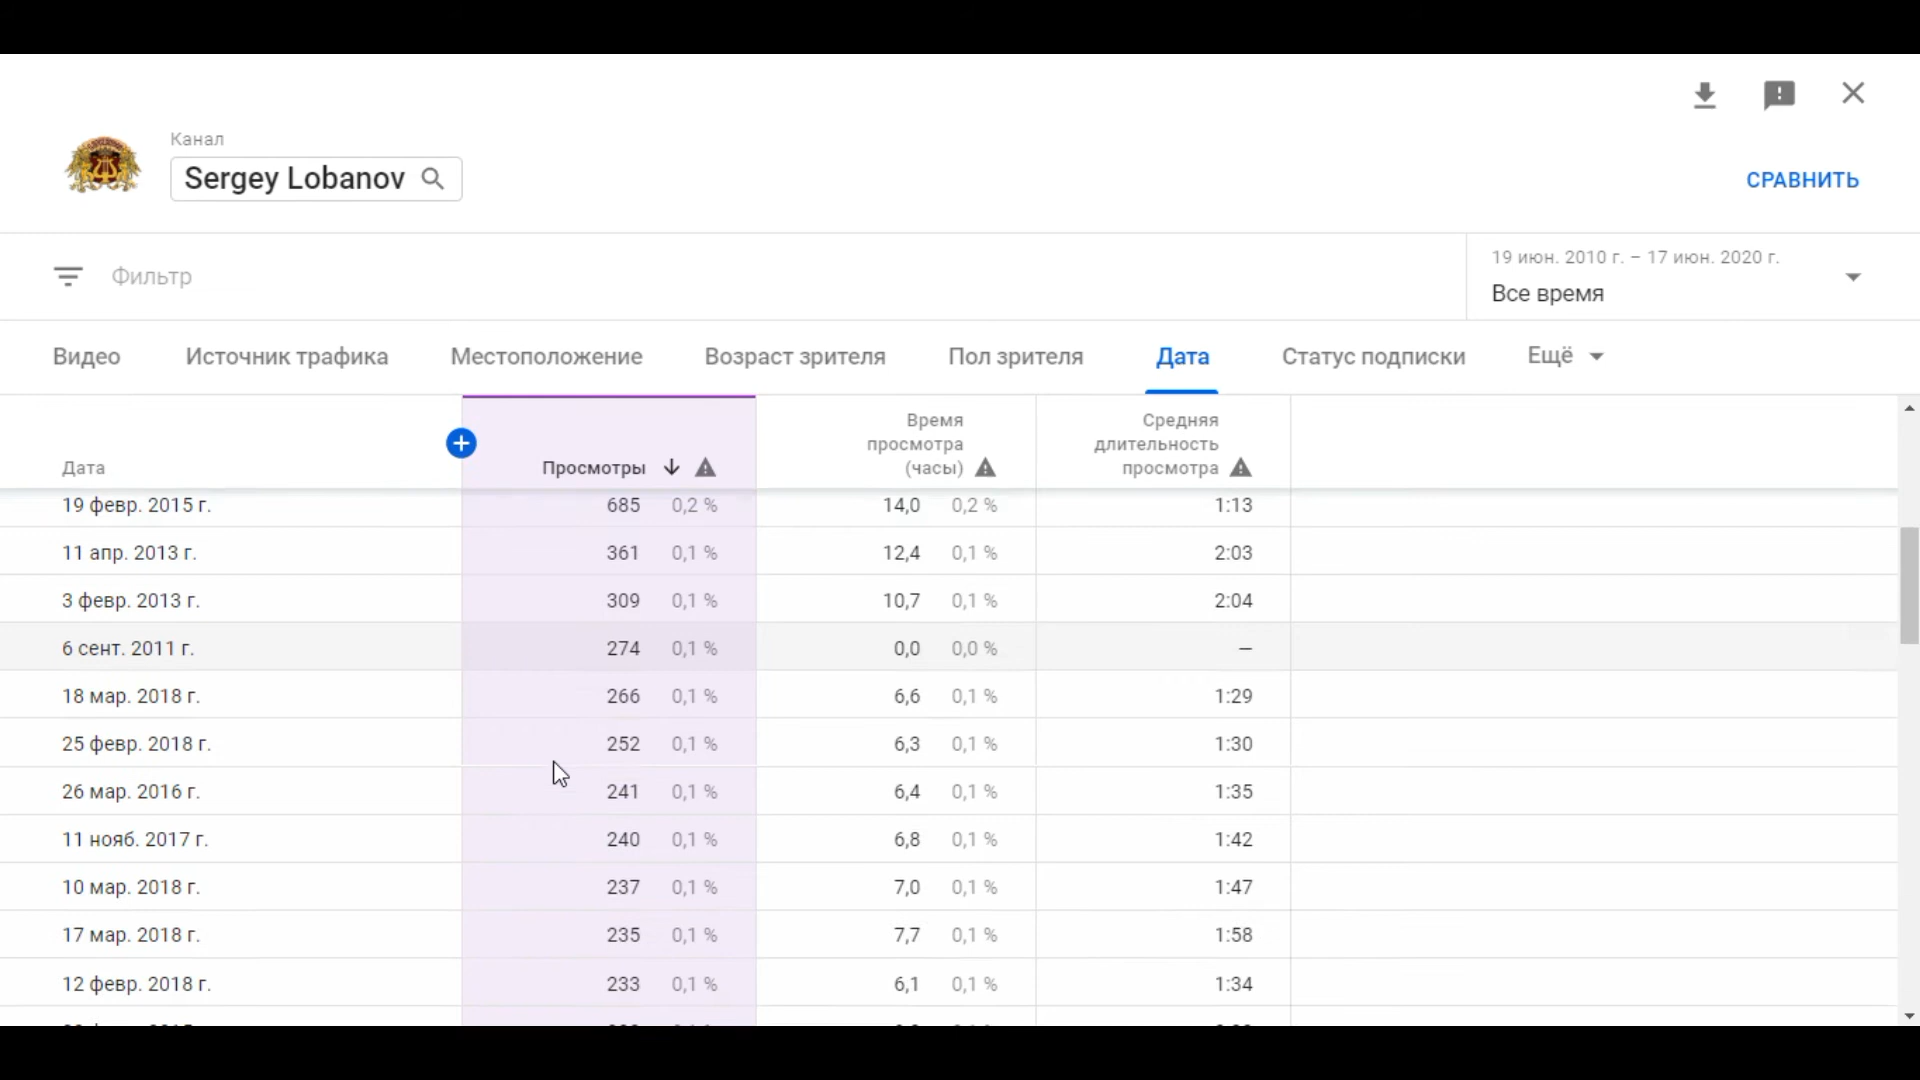 Канал
Sergey Lobanov
СРАВНИТЬ
Фильтр
19 июн. 2010 г. – 17 июн. 2020 г.
Все время
Видео Источник трафика Местоположение Возраст зрителя Пол зрителя Дата Статус подписки Ещё
Дата Просмотры Время просмотра (часы) Средняя длительность просмотра
19 февр. 2015 г. 685 0,2 % 14,0 0,2 % 1:13
11 апр. 2013 г. 361 0,1 % 12,4 0,1 % 2:03
3 февр. 2013 г. 309 0,1 % 10,7 0,1 % 2:04
6 сент. 2011 г. 274 0,1 % 0,0 0,0 % —
18 мар. 2018 г. 266 0,1 % 6,6 0,1 % 1:29
25 февр. 2018 г. 252 0,1 % 6,3 0,1 % 1:30
26 мар. 2016 г. 241 0,1 % 6,4 0,1 % 1:35
11 нояб. 2017 г. 240 0,1 % 6,8 0,1 % 1:42
10 мар. 2018 г. 237 0,1 % 7,0 0,1 % 1:47
17 мар. 2018 г. 235 0,1 % 7,7 0,1 % 1:58
12 февр. 2018 г. 233 0,1 % 6,1 0,1 % 1:34